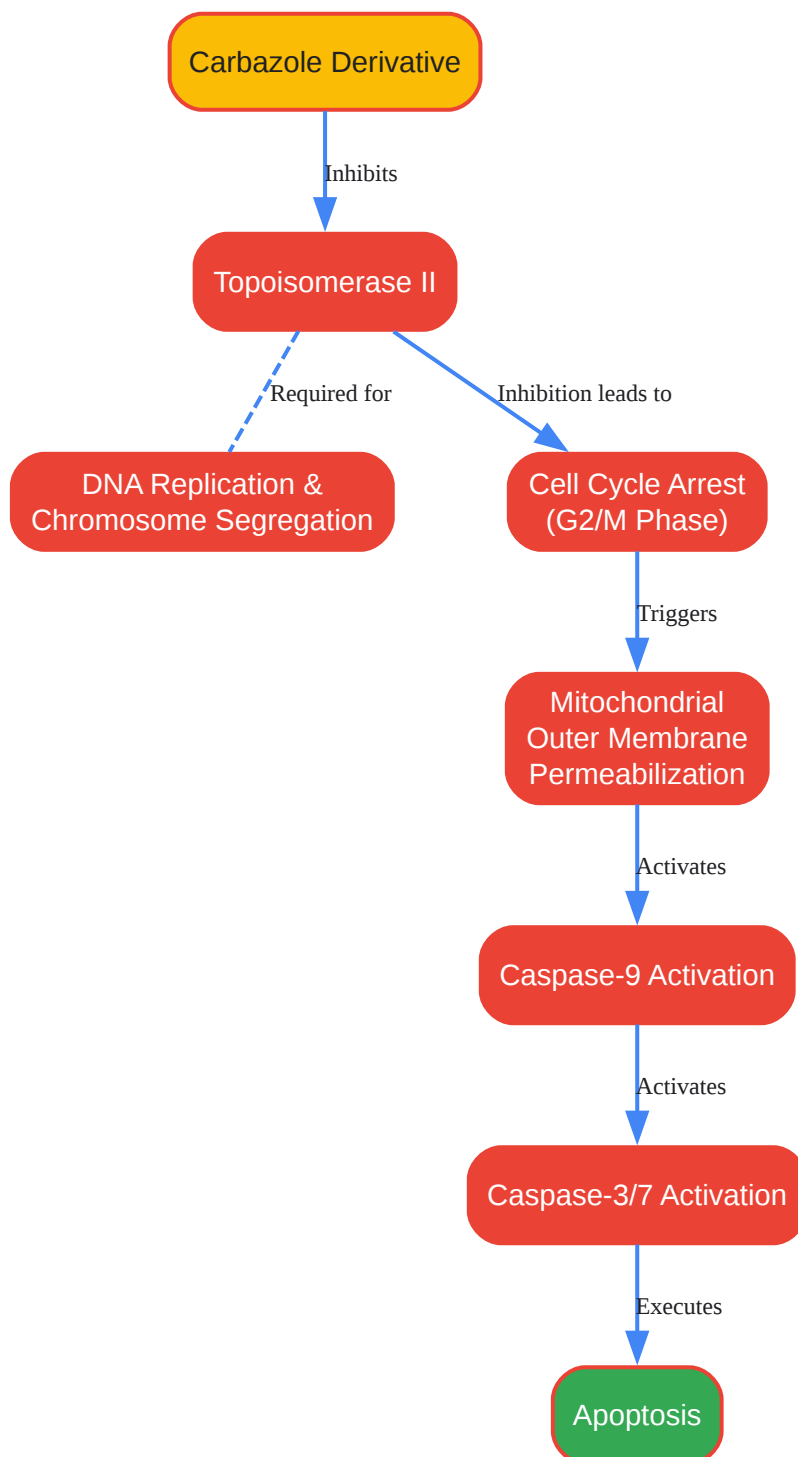 Carbazole Derivative
Inhibits
Topoisomerase II
Required for
Inhibition leads to
DNA Replication &
Chromosome Segregation
Cell Cycle Arrest
(G2/M Phase)
Triggers
Mitochondrial
Outer Membrane
Permeabilization
Activates
Caspase-9 Activation
Activates
Caspase-3/7 Activation
Executes
Apoptosis